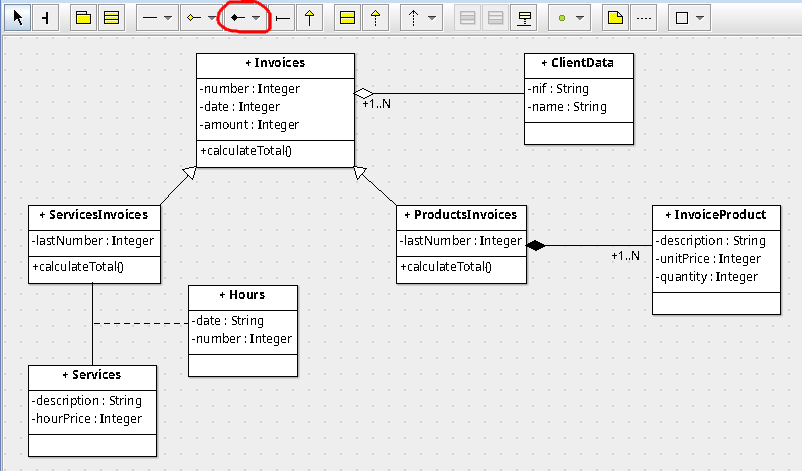 + Invoices
-number : Integer
-date : Integer
-amount : Integer
+calculateTotal()
+1..N
+ ClientData
-nif : String
-name : String
+ ServicesInvoices
-lastNumber : Integer
+calculateTotal()
+ ProductsInvoices
-lastNumber : Integer
+calculateTotal()
+1..N
+ InvoiceProduct
-description : String
-unitPrice : Integer
-quantity : Integer
+ Hours
-date : String
-number : Integer
+ Services
-description : String
-hourPrice : Integer